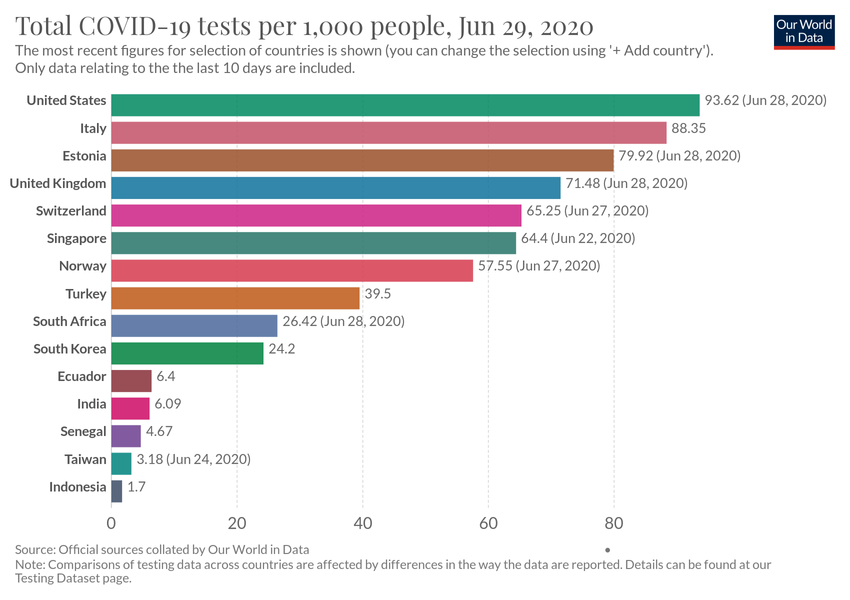 Total COVID-19 tests per 1,000 people, Jun 29, 2020
Our World
in Data
The most recent figures for selection of countries is shown (you can change the selection using '+ Add country').
Only data relating to the the last 10 days are included.
United States 93.62 (Jun 28, 2020)
Italy 88.35
Estonia 79.92 (Jun 28, 2020)
United Kingdom 71.48 (Jun 28, 2020)
Switzerland 65.25 (Jun 27, 2020)
Singapore 64.4 (Jun 22, 2020)
Norway 57.55 (Jun 27, 2020)
Turkey 39.5
South Africa 26.42 (Jun 28, 2020)
South Korea 24.2
Ecuador 6.4
India 6.09
Senegal 4.67
Taiwan 3.18 (Jun 24, 2020)
Indonesia 1.7
0 20 40 60 80
Source: Official sources collated by Our World in Data •
Note: Comparisons of testing data across countries are affected by differences in the way the data are reported. Details can be found at our
Testing Dataset page.